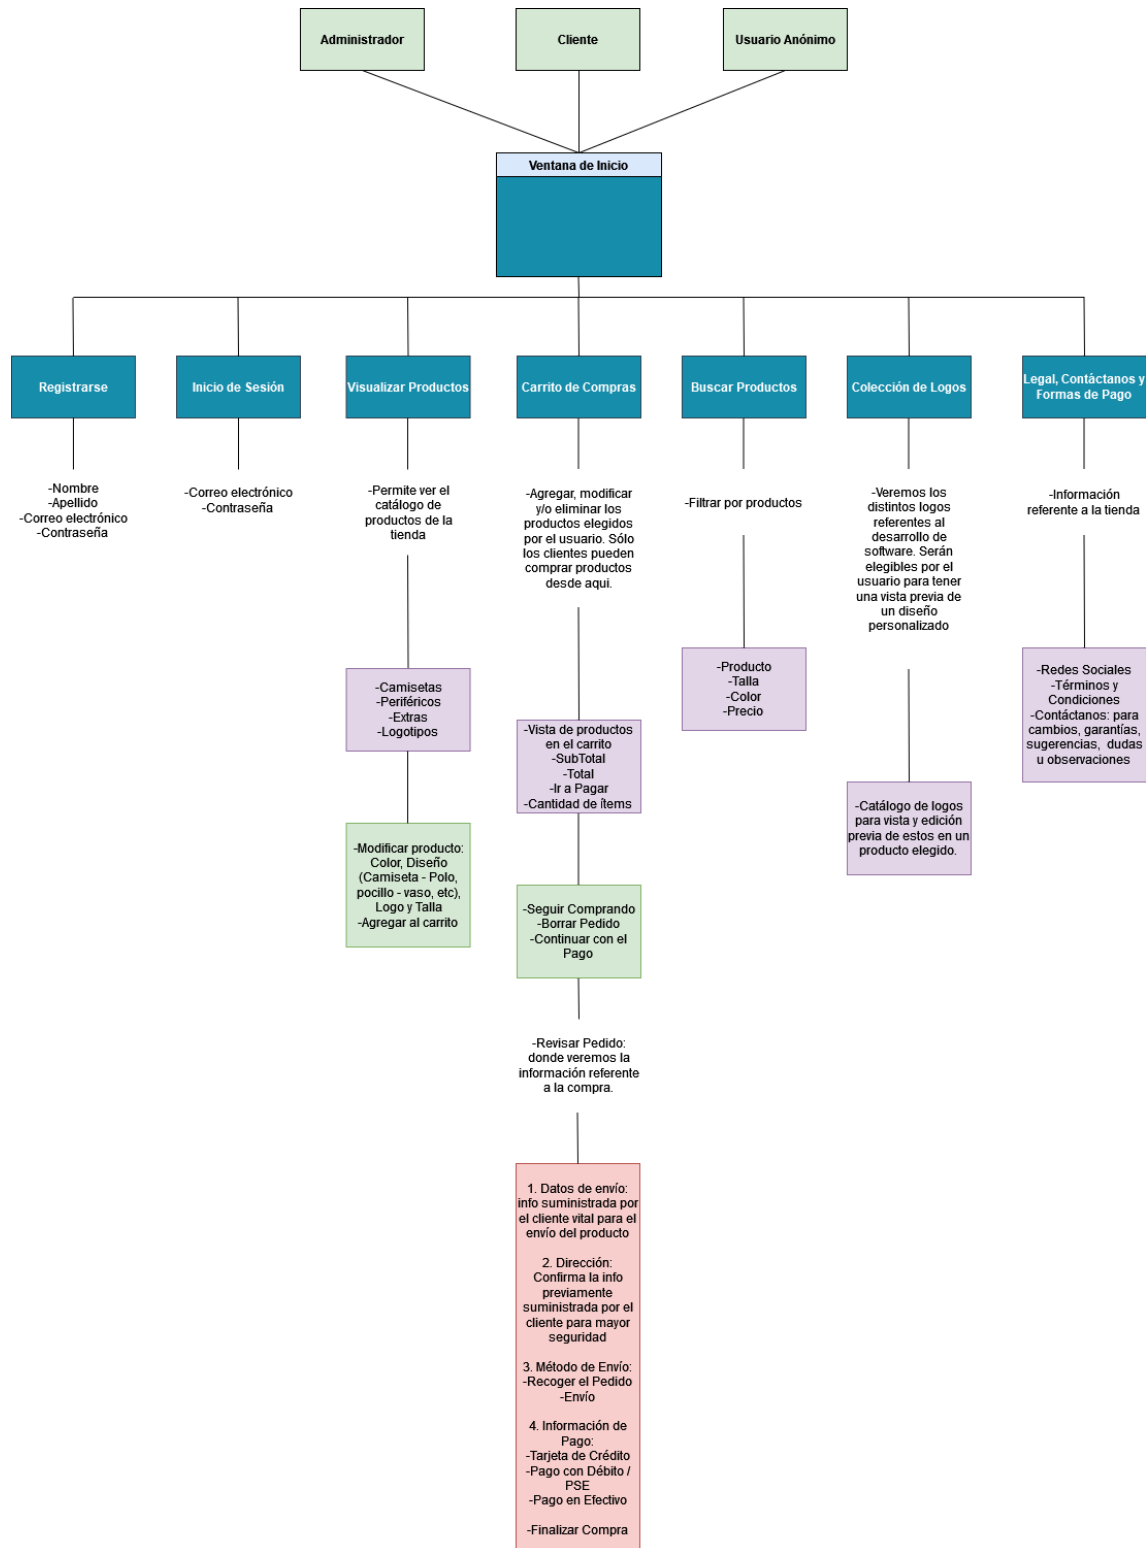 Administrador
Cliente
Usuario Anónimo
Ventana de Inicio
Registrarse
Inicio de Sesión
Visualizar Productos
Carrito de Compras
Buscar Productos
Colección de Logos
Legal, Contáctanos y
Formas de Pago
-Nombre
-Apellido
-Correo electrónico
-Contraseña
-Correo electrónico
-Contraseña
-Permite ver el
catálogo de
productos de la
tienda
-Agregar, modificar
y/o eliminar los
productos elegidos
por el usuario. Sólo
los clientes pueden
comprar productos
desde aqui.
-Filtrar por productos
-Veremos los
distintos logos
referentes al
desarrollo de
software. Serán
elegibles por el
usuario para tener
una vista previa de
un diseño
personalizado
-Información
referente a la tienda
-Camisetas
-Periféricos
-Extras
-Logotipos
-Vista de productos
en el carrito
-SubTotal
-Total
-Ir a Pagar
-Cantidad de ítems
-Producto
-Talla
-Color
-Precio
-Catálogo de logos
para vista y edición
previa de estos en un
producto elegido.
-Redes Sociales
-Términos y
Condiciones
-Contáctanos: para
cambios, garantías,
sugerencias, dudas
u observaciones
-Modificar producto:
Color, Diseño
(Camiseta - Polo,
pocillo - vaso, etc),
Logo y Talla
-Agregar al carrito
-Seguir Comprando
-Borrar Pedido
-Continuar con el
Pago
-Revisar Pedido:
donde veremos la
información referente
a la compra.
1. Datos de envío:
info suministrada por
el cliente vital para el
envío del producto
2. Dirección:
Confirma la info
previamente
suministrada por el
cliente para mayor
seguridad
3. Método de Envío:
-Recoger el Pedido
-Envío
4. Información de
Pago:
-Tarjeta de Crédito
-Pago con Débito /
PSE
-Pago en Efectivo
-Finalizar Compra